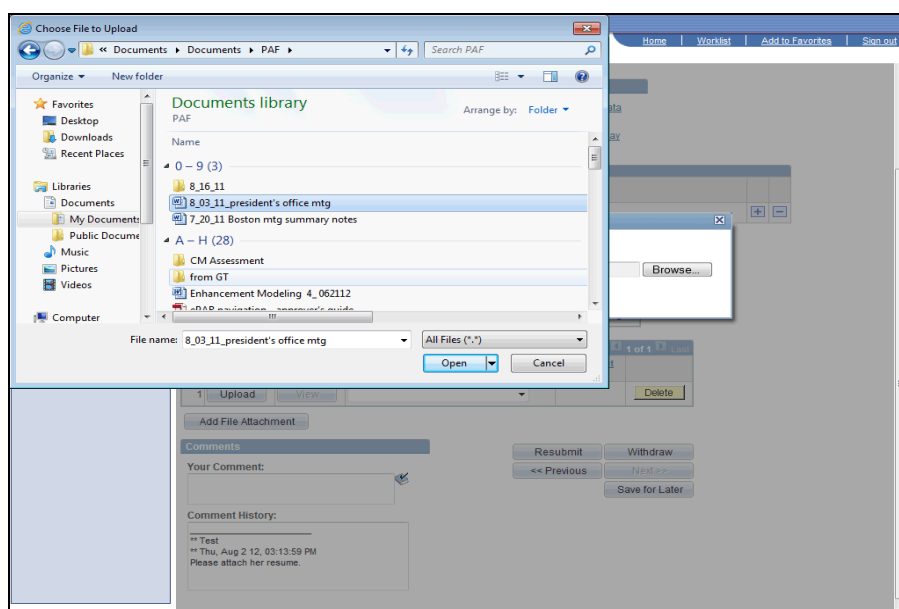 Choose File to Upload
« Documents ▸ Documents ▸ PAF ▸
Search PAF
Home | Worklist | Add to Favorites | Sign out
Organize
New folder
Favorites
Desktop
Downloads
Recent Places
Libraries
Documents
My Documents
Public Docume
Music
Pictures
Videos
Computer
Documents library
PAF
Arrange by: Folder
Name
0 – 9 (3)
8_16_11
8_03_11_president's office mtg
7_20_11 Boston mtg summary notes
A – H (28)
CM Assessment
from GT
Enhancement Modeling 4_062112
ePAR navigation - approver's guide
File name: 8_03_11_president's office mtg
All Files (*.*)
Open
Cancel
Browse...
1 of 1
Last
1 Upload View
Delete
Add File Attachment
Comments
Your Comment:
Resubmit
Withdraw
<< Previous
Next >>
Save for Later
Comment History:
** Test
** Thu, Aug 2 12, 03:13:59 PM
Please attach her resume.